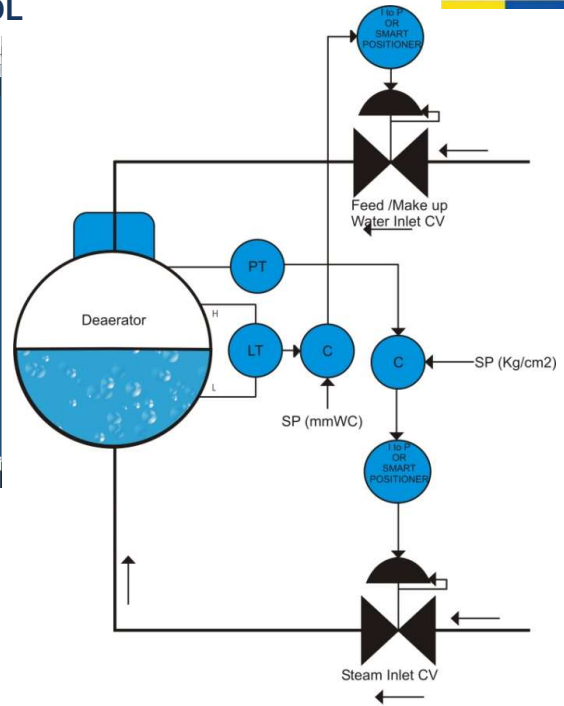 OL
I to P
OR
SMART
POSITIONER
Feed /Make up
Water Inlet CV
PT
H
Deaerator
LT
C
C
SP (Kg/cm2)
L
SP (mmWC)
I to P
OR
SMART
POSITIONER
Steam Inlet CV